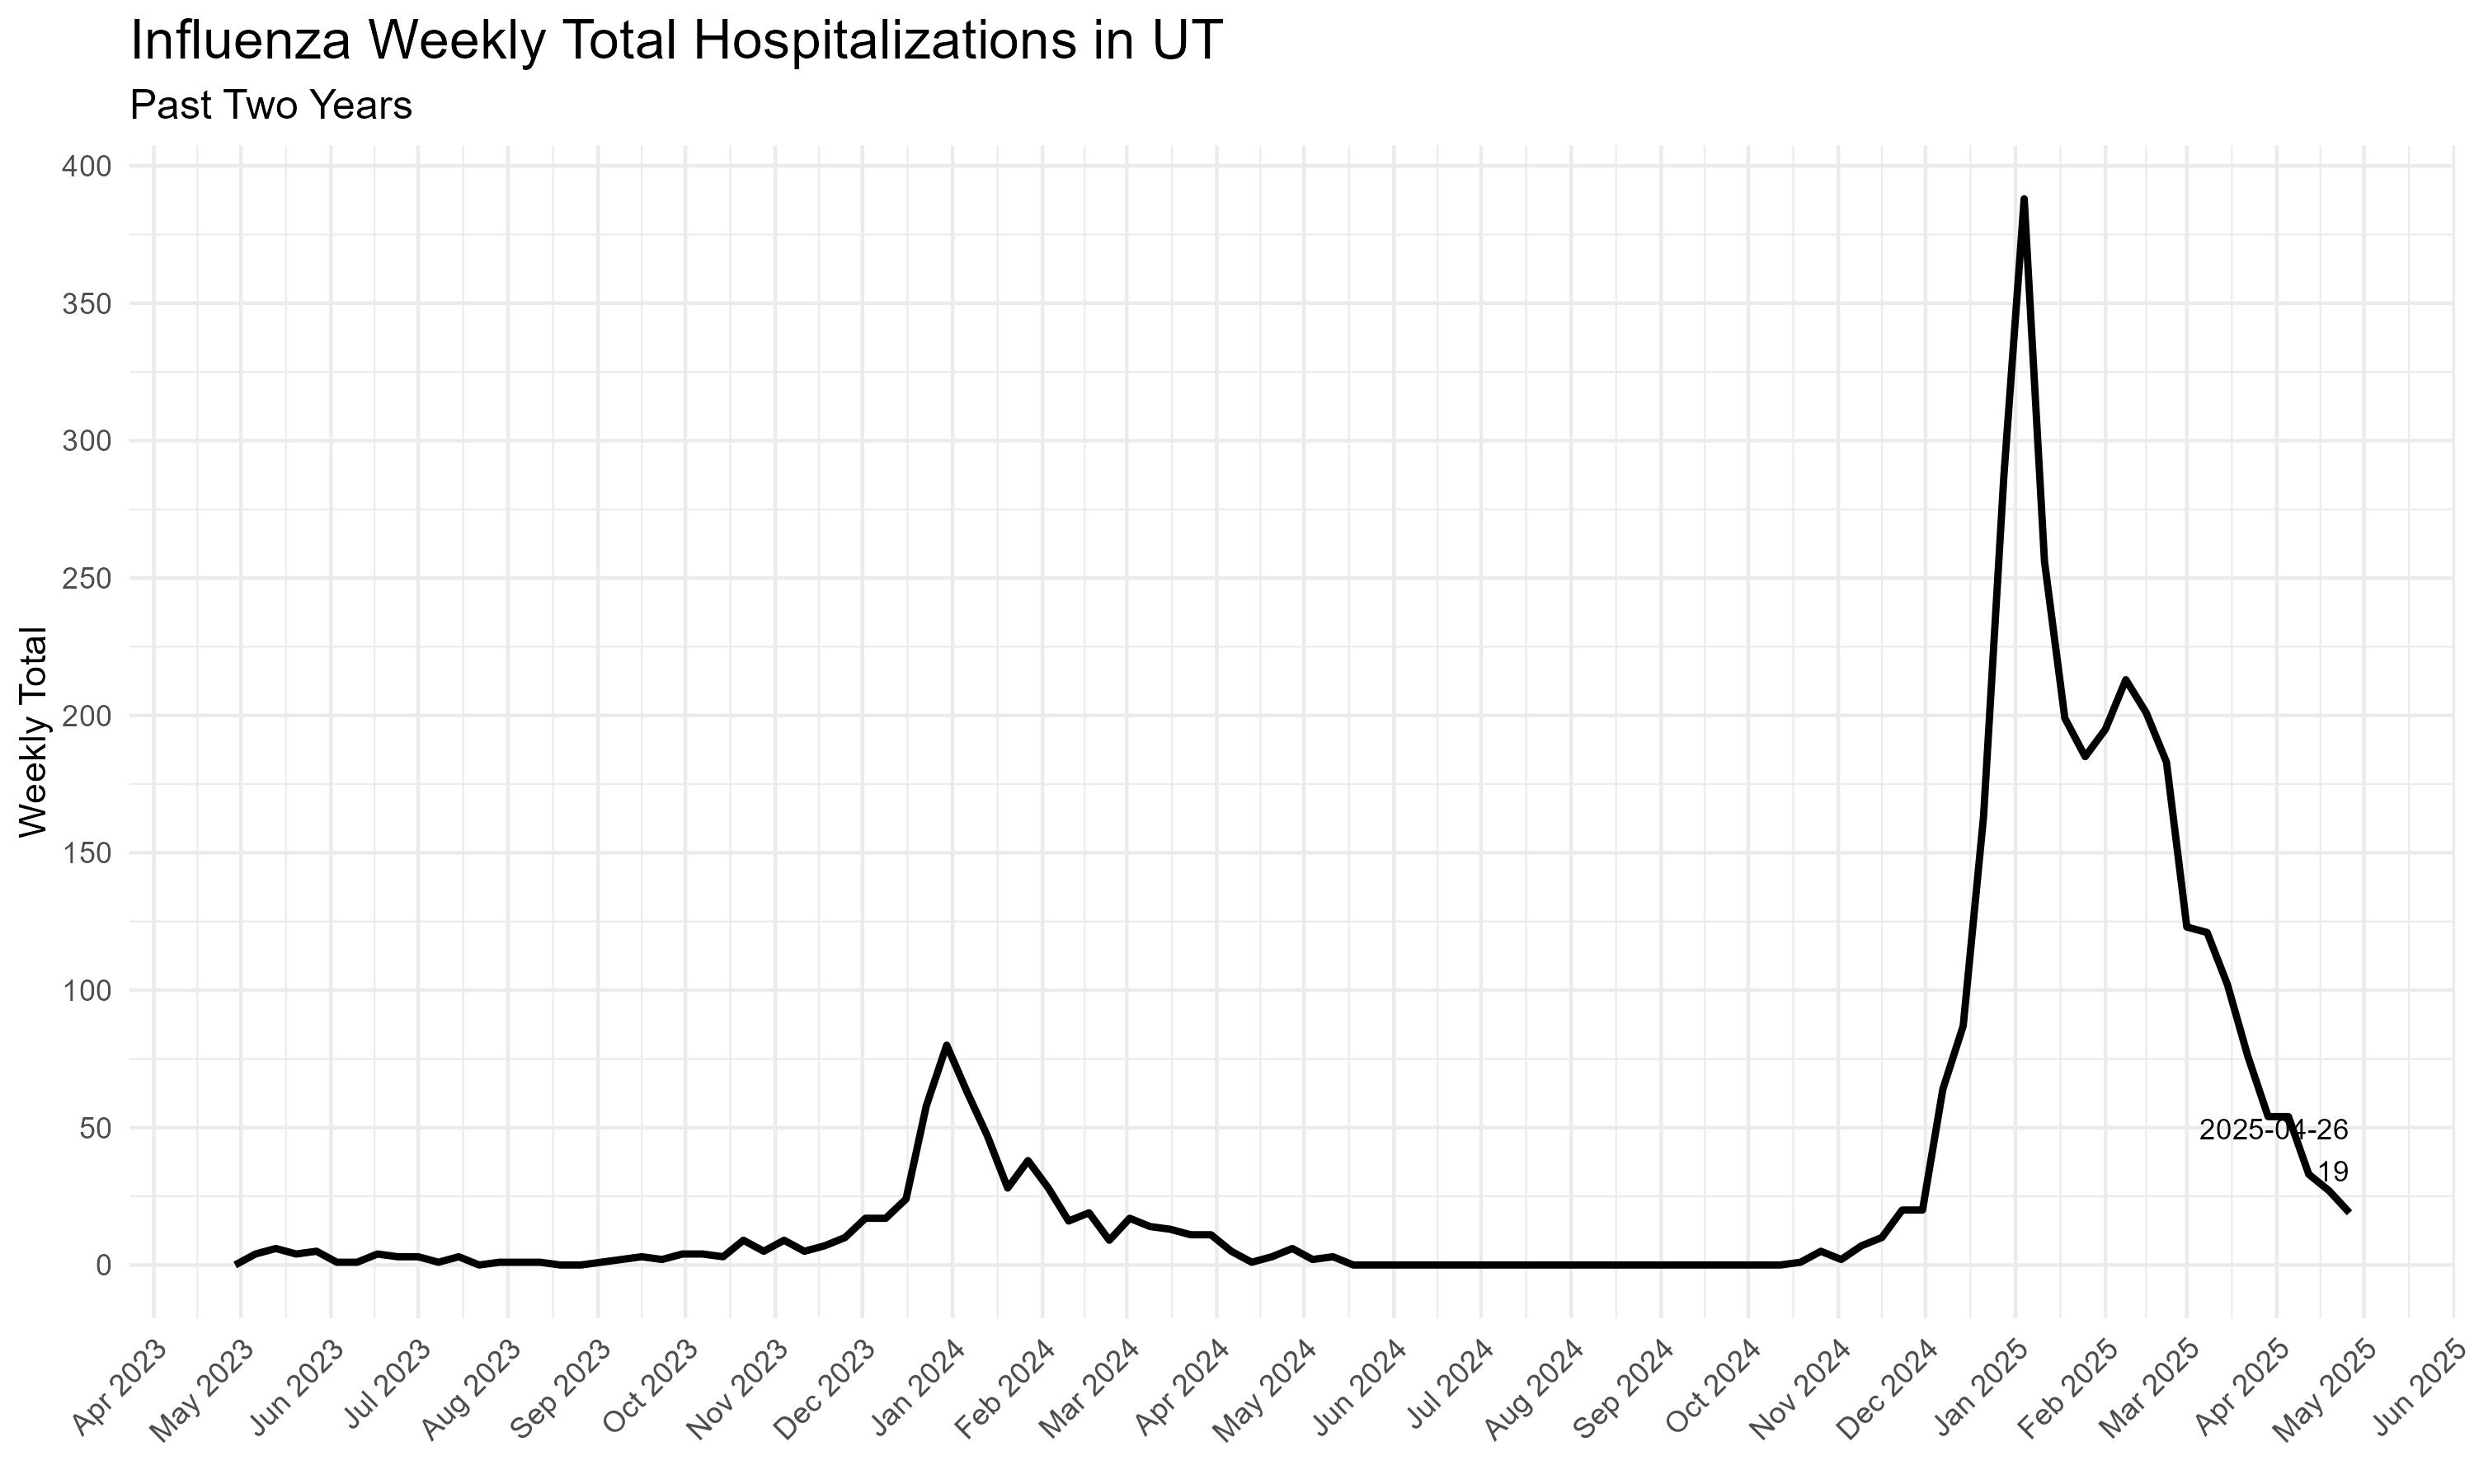 Influenza Weekly Total Hospitalizations in UT
Past Two Years
Weekly Total
400
350
300
250
200
150
100
50
0
2025-04-26
19
Apr 2023
May 2023
Jun 2023
Jul 2023
Aug 2023
Sep 2023
Oct 2023
Nov 2023
Dec 2023
Jan 2024
Feb 2024
Mar 2024
Apr 2024
May 2024
Jun 2024
Jul 2024
Aug 2024
Sep 2024
Oct 2024
Nov 2024
Dec 2024
Jan 2025
Feb 2025
Mar 2025
Apr 2025
May 2025
Jun 2025